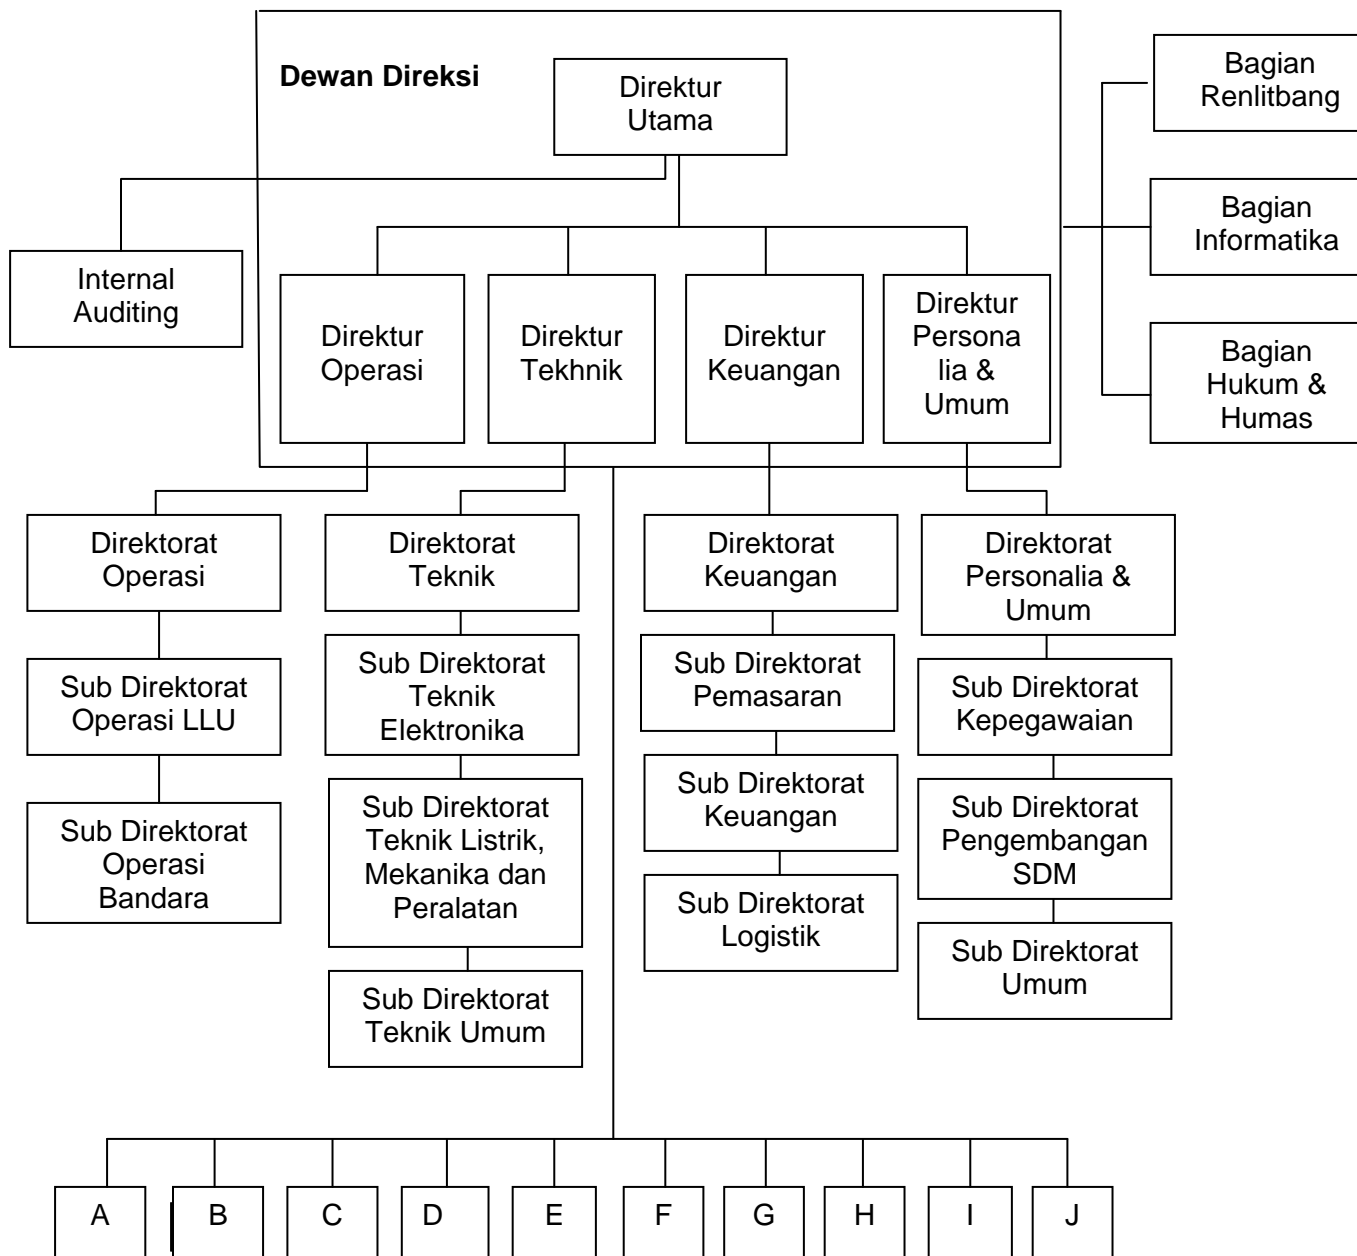 Dewan Direksi
Direktur
Utama
Bagian
Renlitbang
Bagian
Informatika
Bagian
Hukum &
Humas
Internal
Auditing
Direktur
Operasi
Direktur
Tekhnik
Direktur
Keuangan
Direktur
Persona
lia &
Umum
Direktorat
Operasi
Direktorat
Teknik
Direktorat
Keuangan
Direktorat
Personalia &
Umum
Sub Direktorat
Operasi LLU
Sub Direktorat
Teknik
Elektronika
Sub Direktorat
Pemasaran
Sub Direktorat
Kepegawaian
Sub Direktorat
Operasi
Bandara
Sub Direktorat
Teknik Listrik,
Mekanika dan
Peralatan
Sub Direktorat
Keuangan
Sub Direktorat
Pengembangan
SDM
Sub Direktorat
Teknik Umum
Sub Direktorat
Logistik
Sub Direktorat
Umum
A
B
C
D
E
F
G
H
I
J